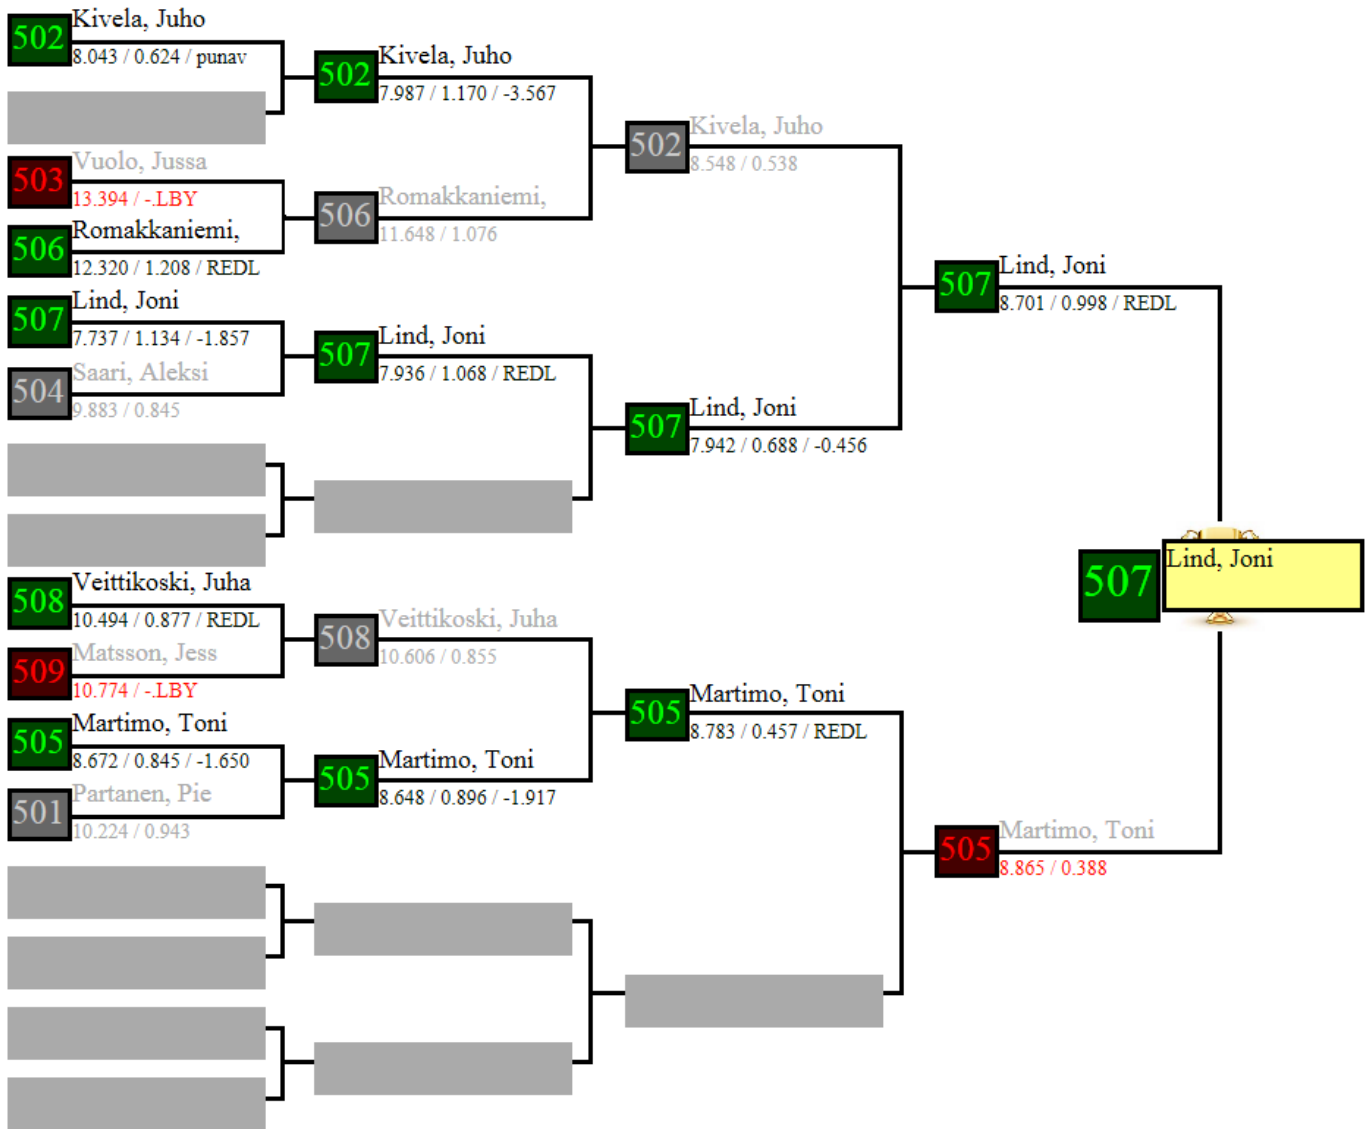 502
Kivela, Juho
8.043 / 0.624 / punav
503
Vuolo, Jussa
13.394 / -.LBY
506
Romakkaniemi,
12.320 / 1.208 / REDL
507
Lind, Joni
7.737 / 1.134 / -1.857
504
Saari, Aleksi
9.883 / 0.845
508
Veittikoski, Juha
10.494 / 0.877 / REDL
509
Matsson, Jess
10.774 / -.LBY
505
Martimo, Toni
8.672 / 0.845 / -1.650
501
Partanen, Pie
10.224 / 0.943
502
Kivela, Juho
7.987 / 1.170 / -3.567
506
Romakkaniemi,
11.648 / 1.076
507
Lind, Joni
7.936 / 1.068 / REDL
508
Veittikoski, Juha
10.606 / 0.855
505
Martimo, Toni
8.648 / 0.896 / -1.917
502
Kivela, Juho
8.548 / 0.538
507
Lind, Joni
7.942 / 0.688 / -0.456
505
Martimo, Toni
8.783 / 0.457 / REDL
507
Lind, Joni
8.701 / 0.998 / REDL
505
Martimo, Toni
8.865 / 0.388
507
Lind, Joni